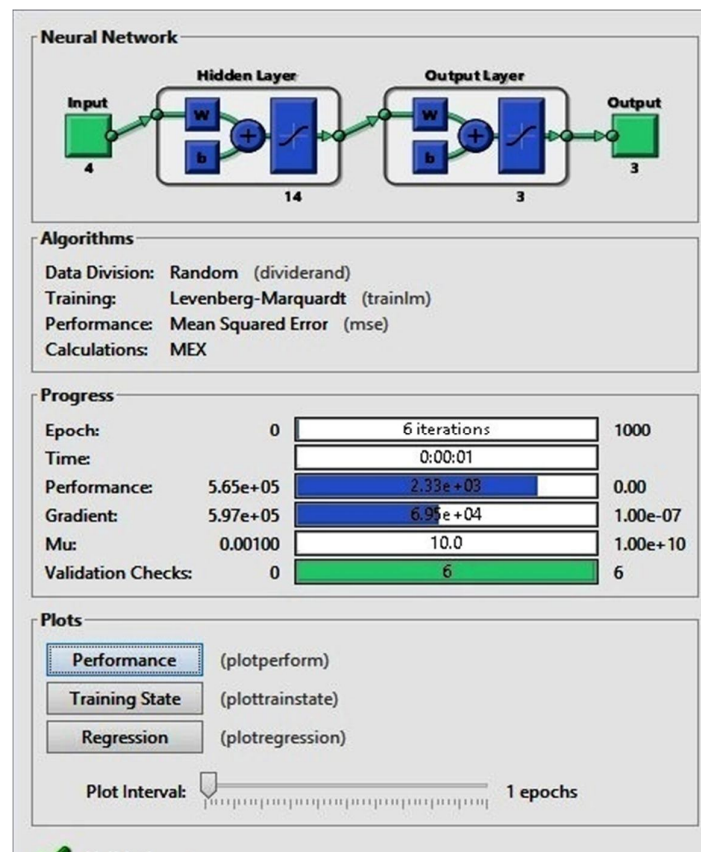 Neural Network
Hidden Layer Output Layer
Input Output
W W
+ +
b b
4 3
14 3
Algorithms
Data Division: Random (dividerand)
Training: Levenberg-Marquardt (trainlm)
Performance: Mean Squared Error (mse)
Calculations: MEX
Progress
Epoch: 0 6 iterations 1000
Time: 0:00:01
Performance: 5.65e+05 2.33e+03 0.00
Gradient: 5.97e+05 6.95e+04 1.00e-07
Mu: 0.00100 10.0 1.00e+10
Validation Checks: 0 6 6
Plots
Performance (plotperform)
Training State (plottrainstate)
Regression (plotregression)
Plot Interval: 1 epochs